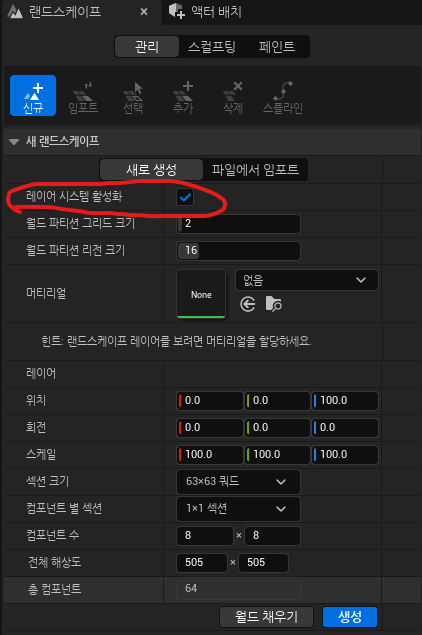 랜드스케이프 × 액터 배치
관리 스컬프팅 페인트
신규 임포트 선택 추가 삭제 스플라인
새 랜드스케이프
새로 생성 파일에서 임포트
레이어 시스템 활성화
월드 파티션 그리드 크기 2
월드 파티션 리전 크기 16
머티리얼 None 없음
힌트: 랜드스케이프 레이어를 보려면 머티리얼을 할당하세요.
레이어
위치 0.0 0.0 100.0
회전 0.0 0.0 0.0
스케일 100.0 100.0 100.0
섹션 크기 63×63 쿼드
컴포넌트 별 섹션 1×1 섹션
컴포넌트 수 8 × 8
전체 해상도 505 × 505
총 컴포넌트 64
월드 채우기 생성